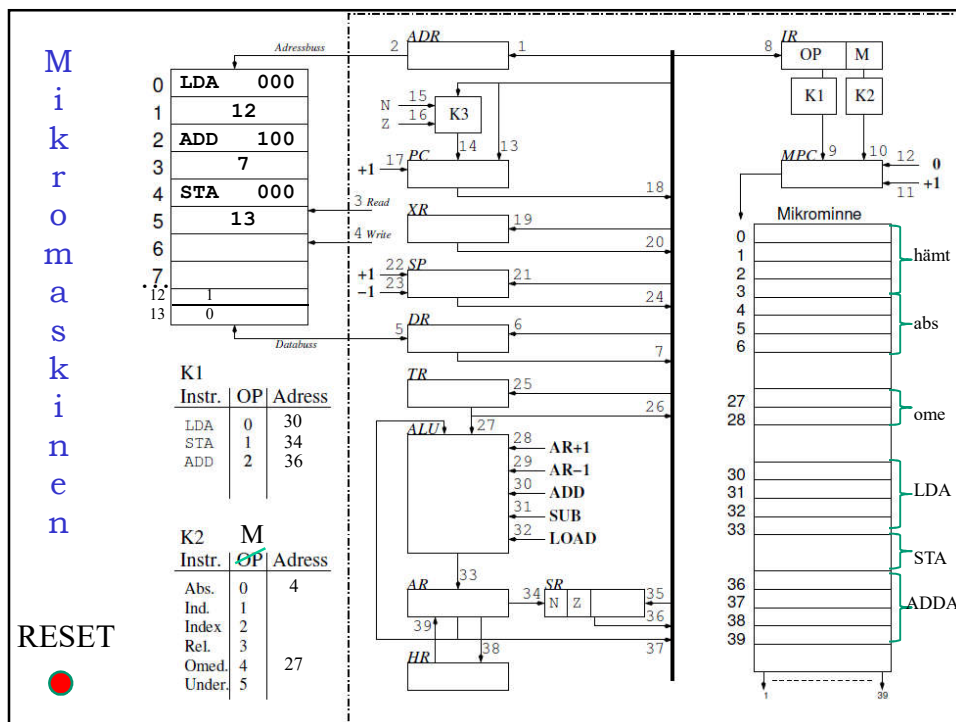 Mikromaskinen
Adressbuss
0 LDA 000
1 12
2 ADD 100
3 7
4 STA 000
5 13
6
7
...
12 1
13 0
3 Read
4 Write
Databuss
K1
Instr. OP Adress
LDA 0 30
STA 1 34
ADD 2 36
K2 M
Instr. OP Adress
Abs. 0 4
Ind. 1
Index 2
Rel. 3
Omed. 4 27
Under. 5
RESET
2 ADR 1
N 15
Z 16
K3
14 13
+1 17 PC
18
XR 19
20
+1 22 SP 21
-1 23
24
5 DR 6
7
TR 25
26
27
ALU
28 AR+1
29 AR-1
30 ADD
31 SUB
32 LOAD
33
AR 34 SR 35
N Z
36
39 38 37
HR
8 IR
OP M
K1 K2
9 10
MPC 12 0
11 +1
Mikrominne
0
1 hämt
2
3
4
5 abs
6
27 ome
28
30
31 LDA
32
33
STA
36
37 ADDA
38
39
1 39